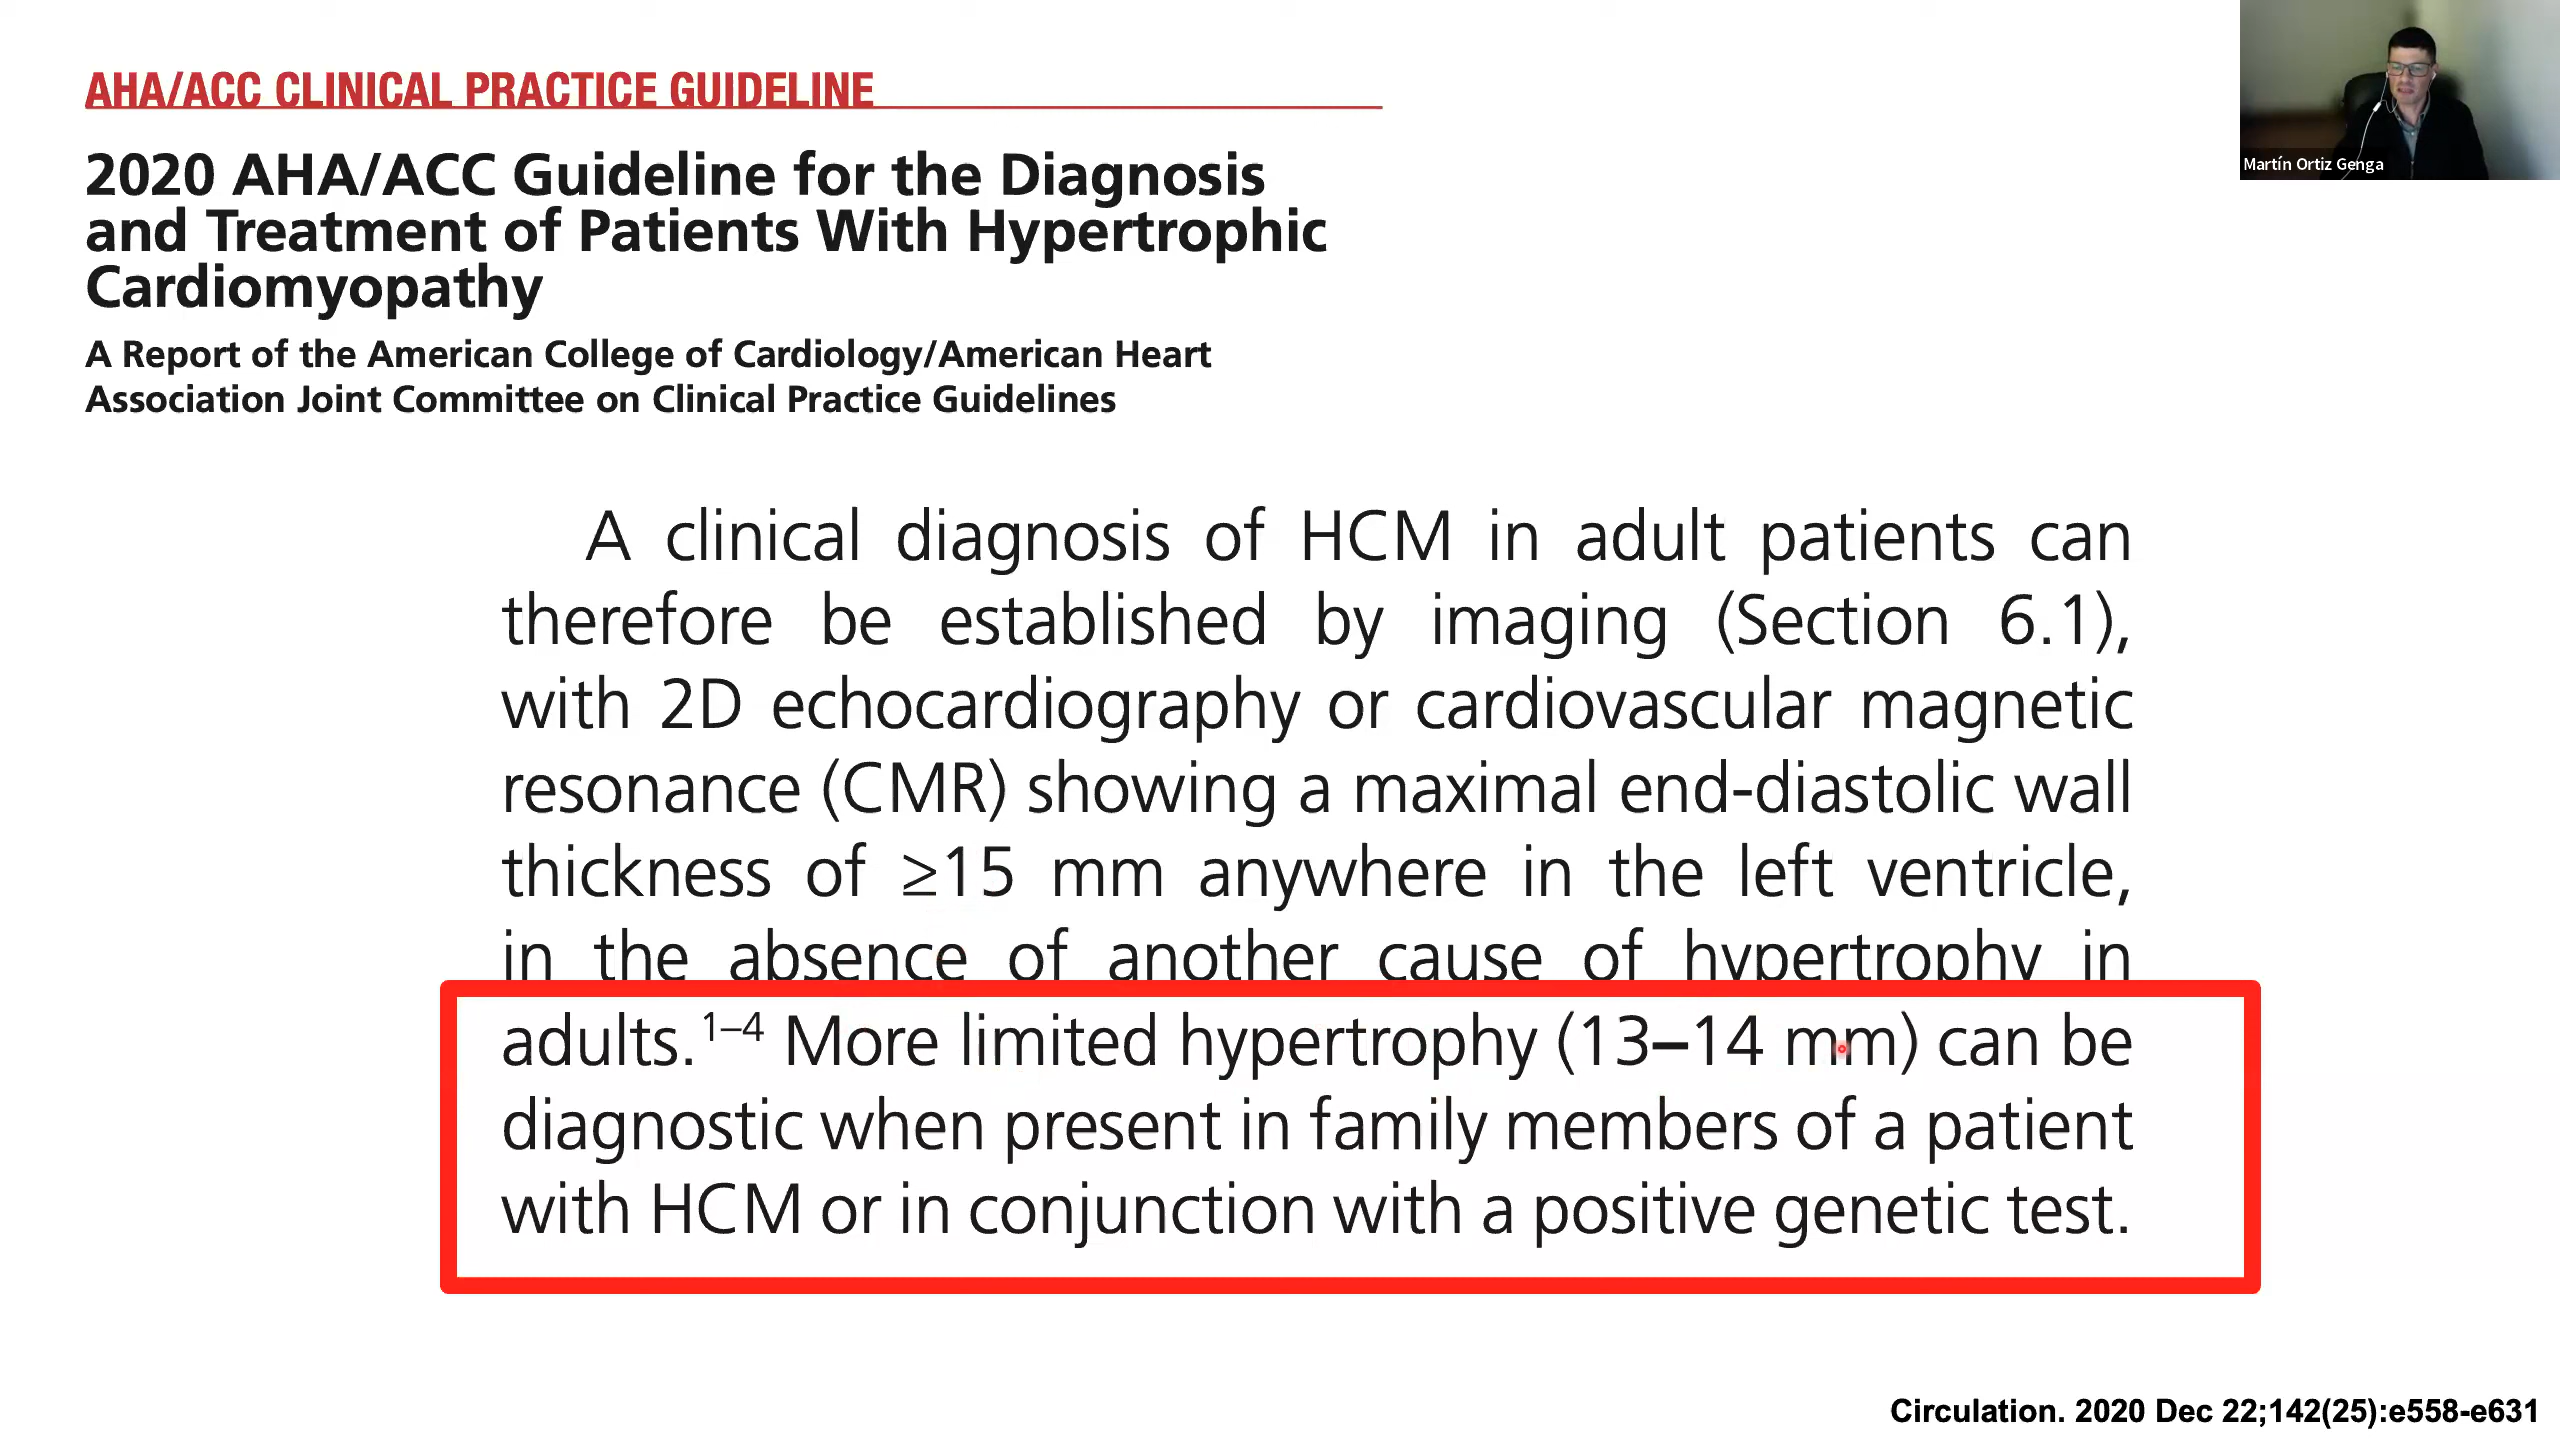 AHA/ACC CLINICAL PRACTICE GUIDELINE
2020 AHA/ACC Guideline for the Diagnosis
and Treatment of Patients With Hypertrophic
Cardiomyopathy
A Report of the American College of Cardiology/American Heart
Association Joint Committee on Clinical Practice Guidelines
Martín Ortiz Genga
A clinical diagnosis of HCM in adult patients can
therefore be established by imaging (Section 6.1),
with 2D echocardiography or cardiovascular magnetic
resonance (CMR) showing a maximal end-diastolic wall
thickness of ≥15 mm anywhere in the left ventricle,
in the absence of another cause of hypertrophy in
adults.1–4 More limited hypertrophy (13–14 mm) can be
diagnostic when present in family members of a patient
with HCM or in conjunction with a positive genetic test.
Circulation. 2020 Dec 22;142(25):e558-e631